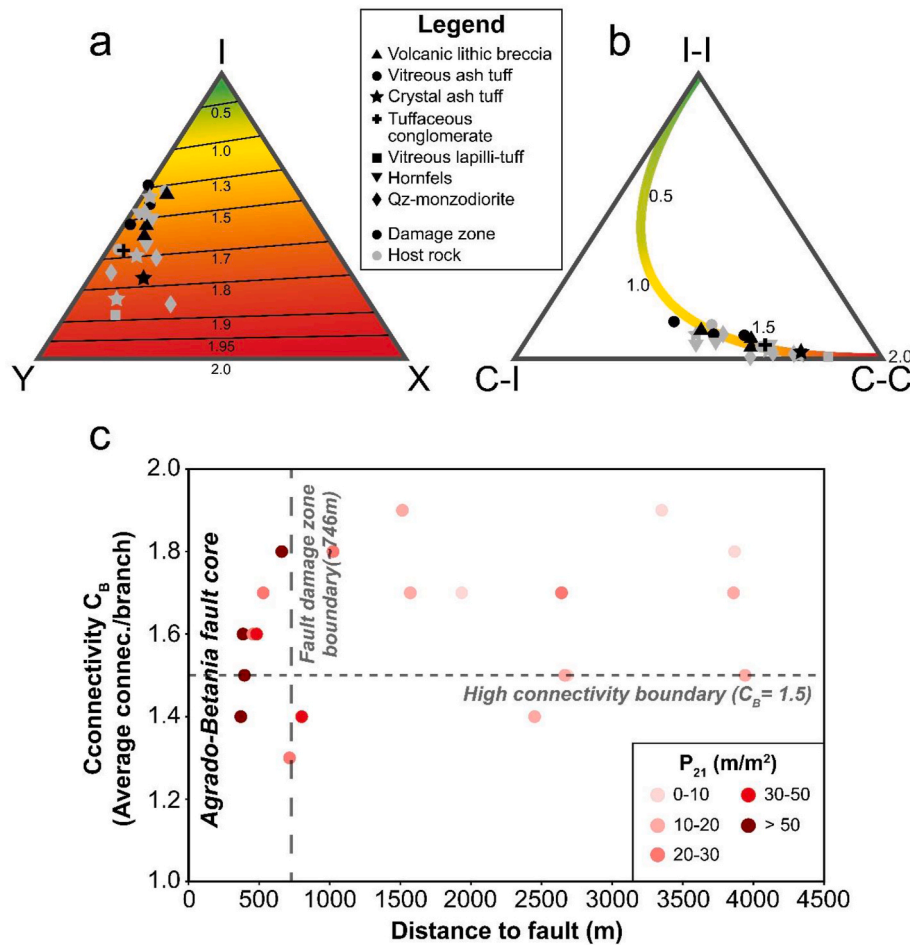 a
I
0.5
1.0
1.3
1.5
1.7
1.8
1.9
1.95
2.0
Y
X
Legend
Volcanic lithic breccia
Vitreous ash tuff
Crystal ash tuff
Tuffaceous
conglomerate
Vitreous lapilli-tuff
Hornfels
Qz-monzodiorite
Damage zone
Host rock
b
I-I
0.5
1.0
1.5
2.0
C-I
C-C
c
Cconnectivity C_B
(Average connec./branch)
2.0
1.8
1.6
1.4
1.2
1.0
Agrado-Betania fault core
Fault damage zone
boundary(~746m)
High connectivity boundary (C_B= 1.5)
P_21 (m/m²)
0-10
10-20
20-30
30-50
> 50
0 500 1000 1500 2000 2500 3000 3500 4000 4500
Distance to fault (m)